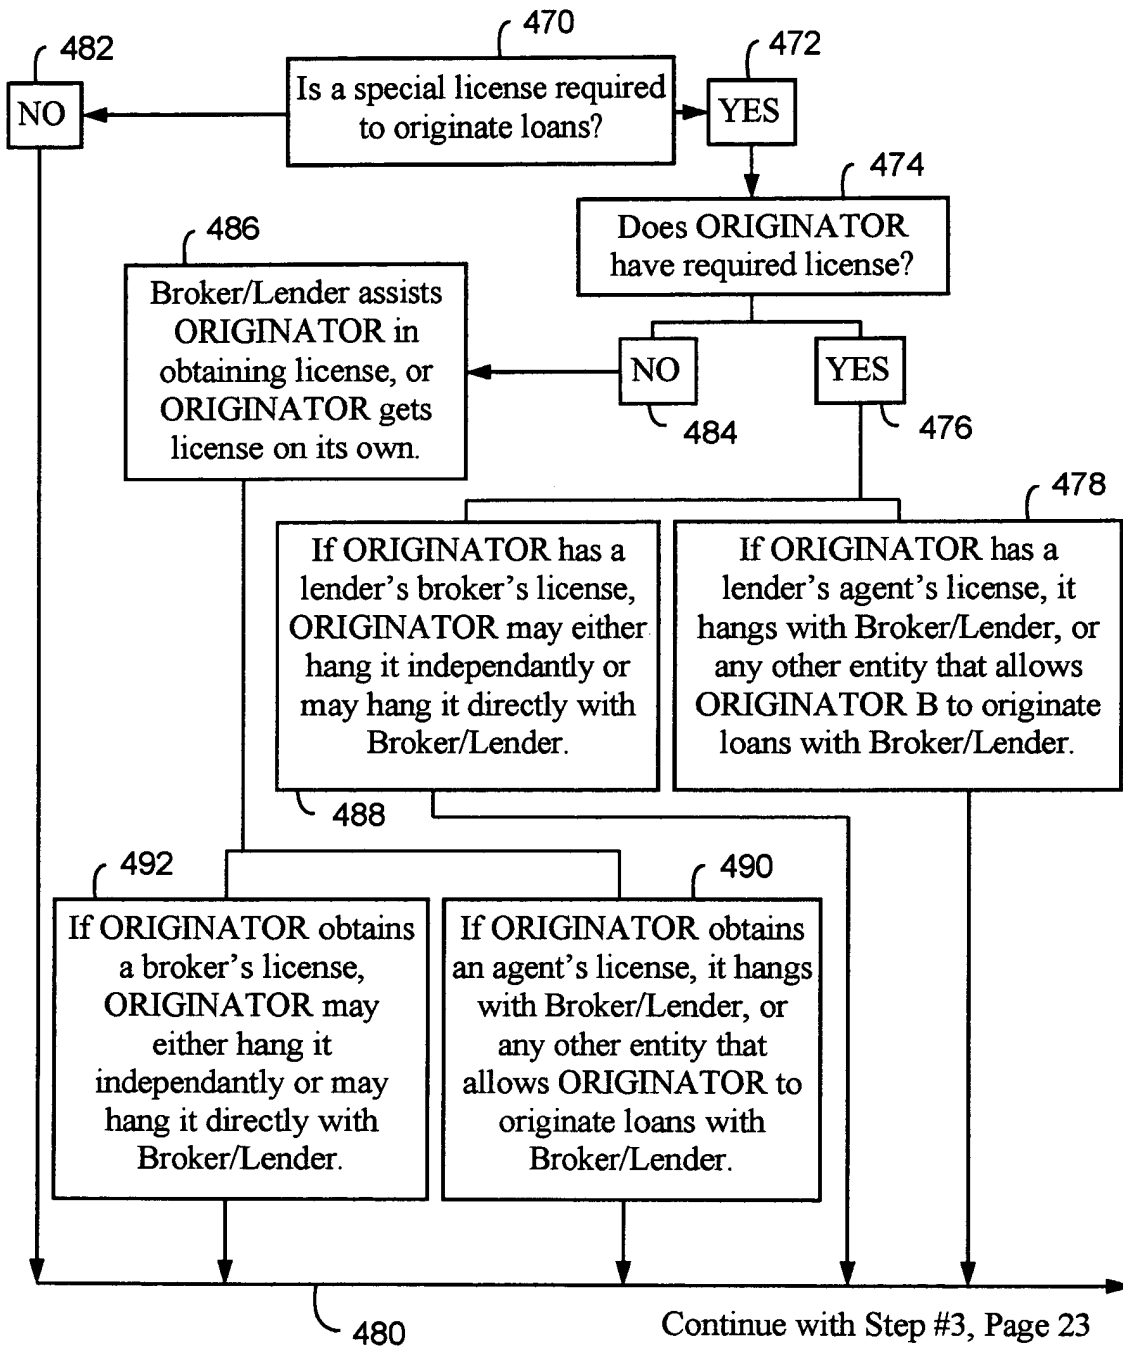 470
482
472
Is a special license required
to originate loans?
NO
YES
474
Does ORIGINATOR
have required license?
486
Broker/Lender assists
ORIGINATOR in
obtaining license, or
ORIGINATOR gets
license on its own.
NO
YES
484
476
478
If ORIGINATOR has a
lender's broker's license,
ORIGINATOR may either
hang it independantly or
may hang it directly with
Broker/Lender.
If ORIGINATOR has a
lender's agent's license, it
hangs with Broker/Lender, or
any other entity that allows
ORIGINATOR B to originate
loans with Broker/Lender.
488
492
490
If ORIGINATOR obtains
a broker's license,
ORIGINATOR may
either hang it
independantly or may
hang it directly with
Broker/Lender.
If ORIGINATOR obtains
an agent's license, it hangs
with Broker/Lender, or
any other entity that
allows ORIGINATOR to
originate loans with
Broker/Lender.
480
Continue with Step #3, Page 23